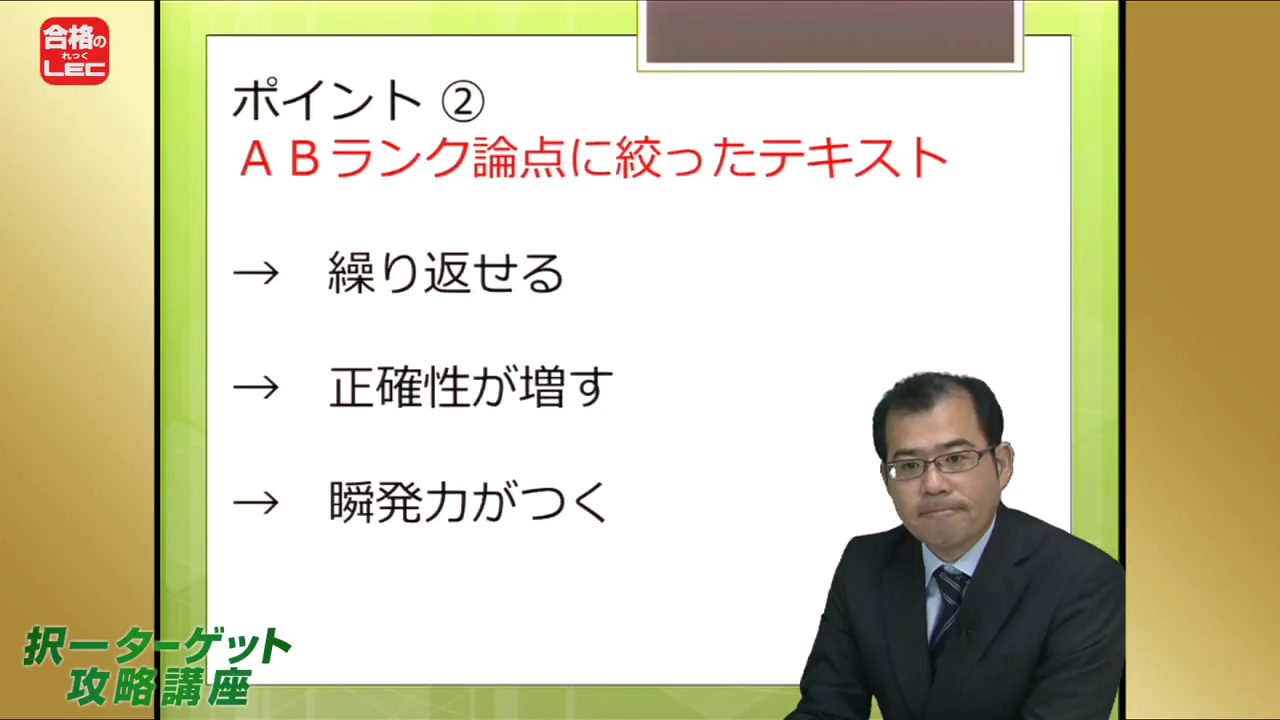 合格の
れっく
LEC
ポイント ②
ＡＢランク論点に絞ったテキスト
→　繰り返せる
→　正確性が増す
→　瞬発力がつく
択一ターゲット
攻略講座